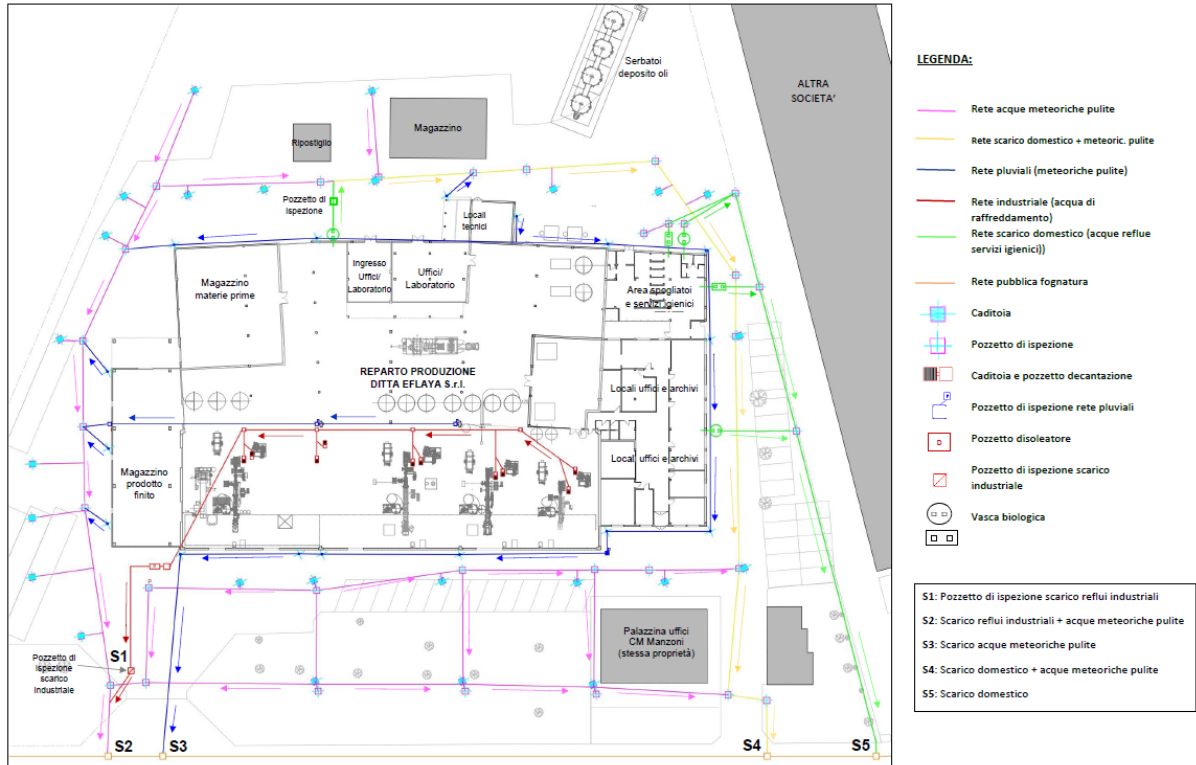 Serbatoi
deposito oli
ALTRA
SOCIETA'
Magazzino
Ripostiglio
Pozzetto di
ispezione
Locali
tecnici
Ingresso
Uffici/
Laboratorio
Uffici/
Laboratorio
Magazzino
materie prime
Area spogliatoi
e servizi igienici
REPARTO PRODUZIONE
DITTA EFLAYA S.r.l.
Locali uffici e archivi
Locali uffici e archivi
Magazzino
prodotto
finito
Palazzina uffici
CM Manzoni
(stessa proprietà)
S1
Pozzetto di
ispezione
scarico
industriale
S2
S3
S4
S5
LEGENDA:
Rete acque meteoriche pulite
Rete scarico domestico + meteoric. pulite
Rete pluviali (meteoriche pulite)
Rete industriale (acqua di
raffreddamento)
Rete scarico domestico (acque reflue
servizi igienici))
Rete pubblica fognatura
Caditoia
Pozzetto di ispezione
Caditoia e pozzetto decantazione
Pozzetto di ispezione rete pluviali
D
Pozzetto disoleatore
Pozzetto di ispezione scarico
industriale
Vasca biologica
S1: Pozzetto di ispezione scarico reflui industriali
S2: Scarico reflui industriali + acque meteoriche pulite
S3: Scarico acque meteoriche pulite
S4: Scarico domestico + acque meteoriche pulite
S5: Scarico domestico